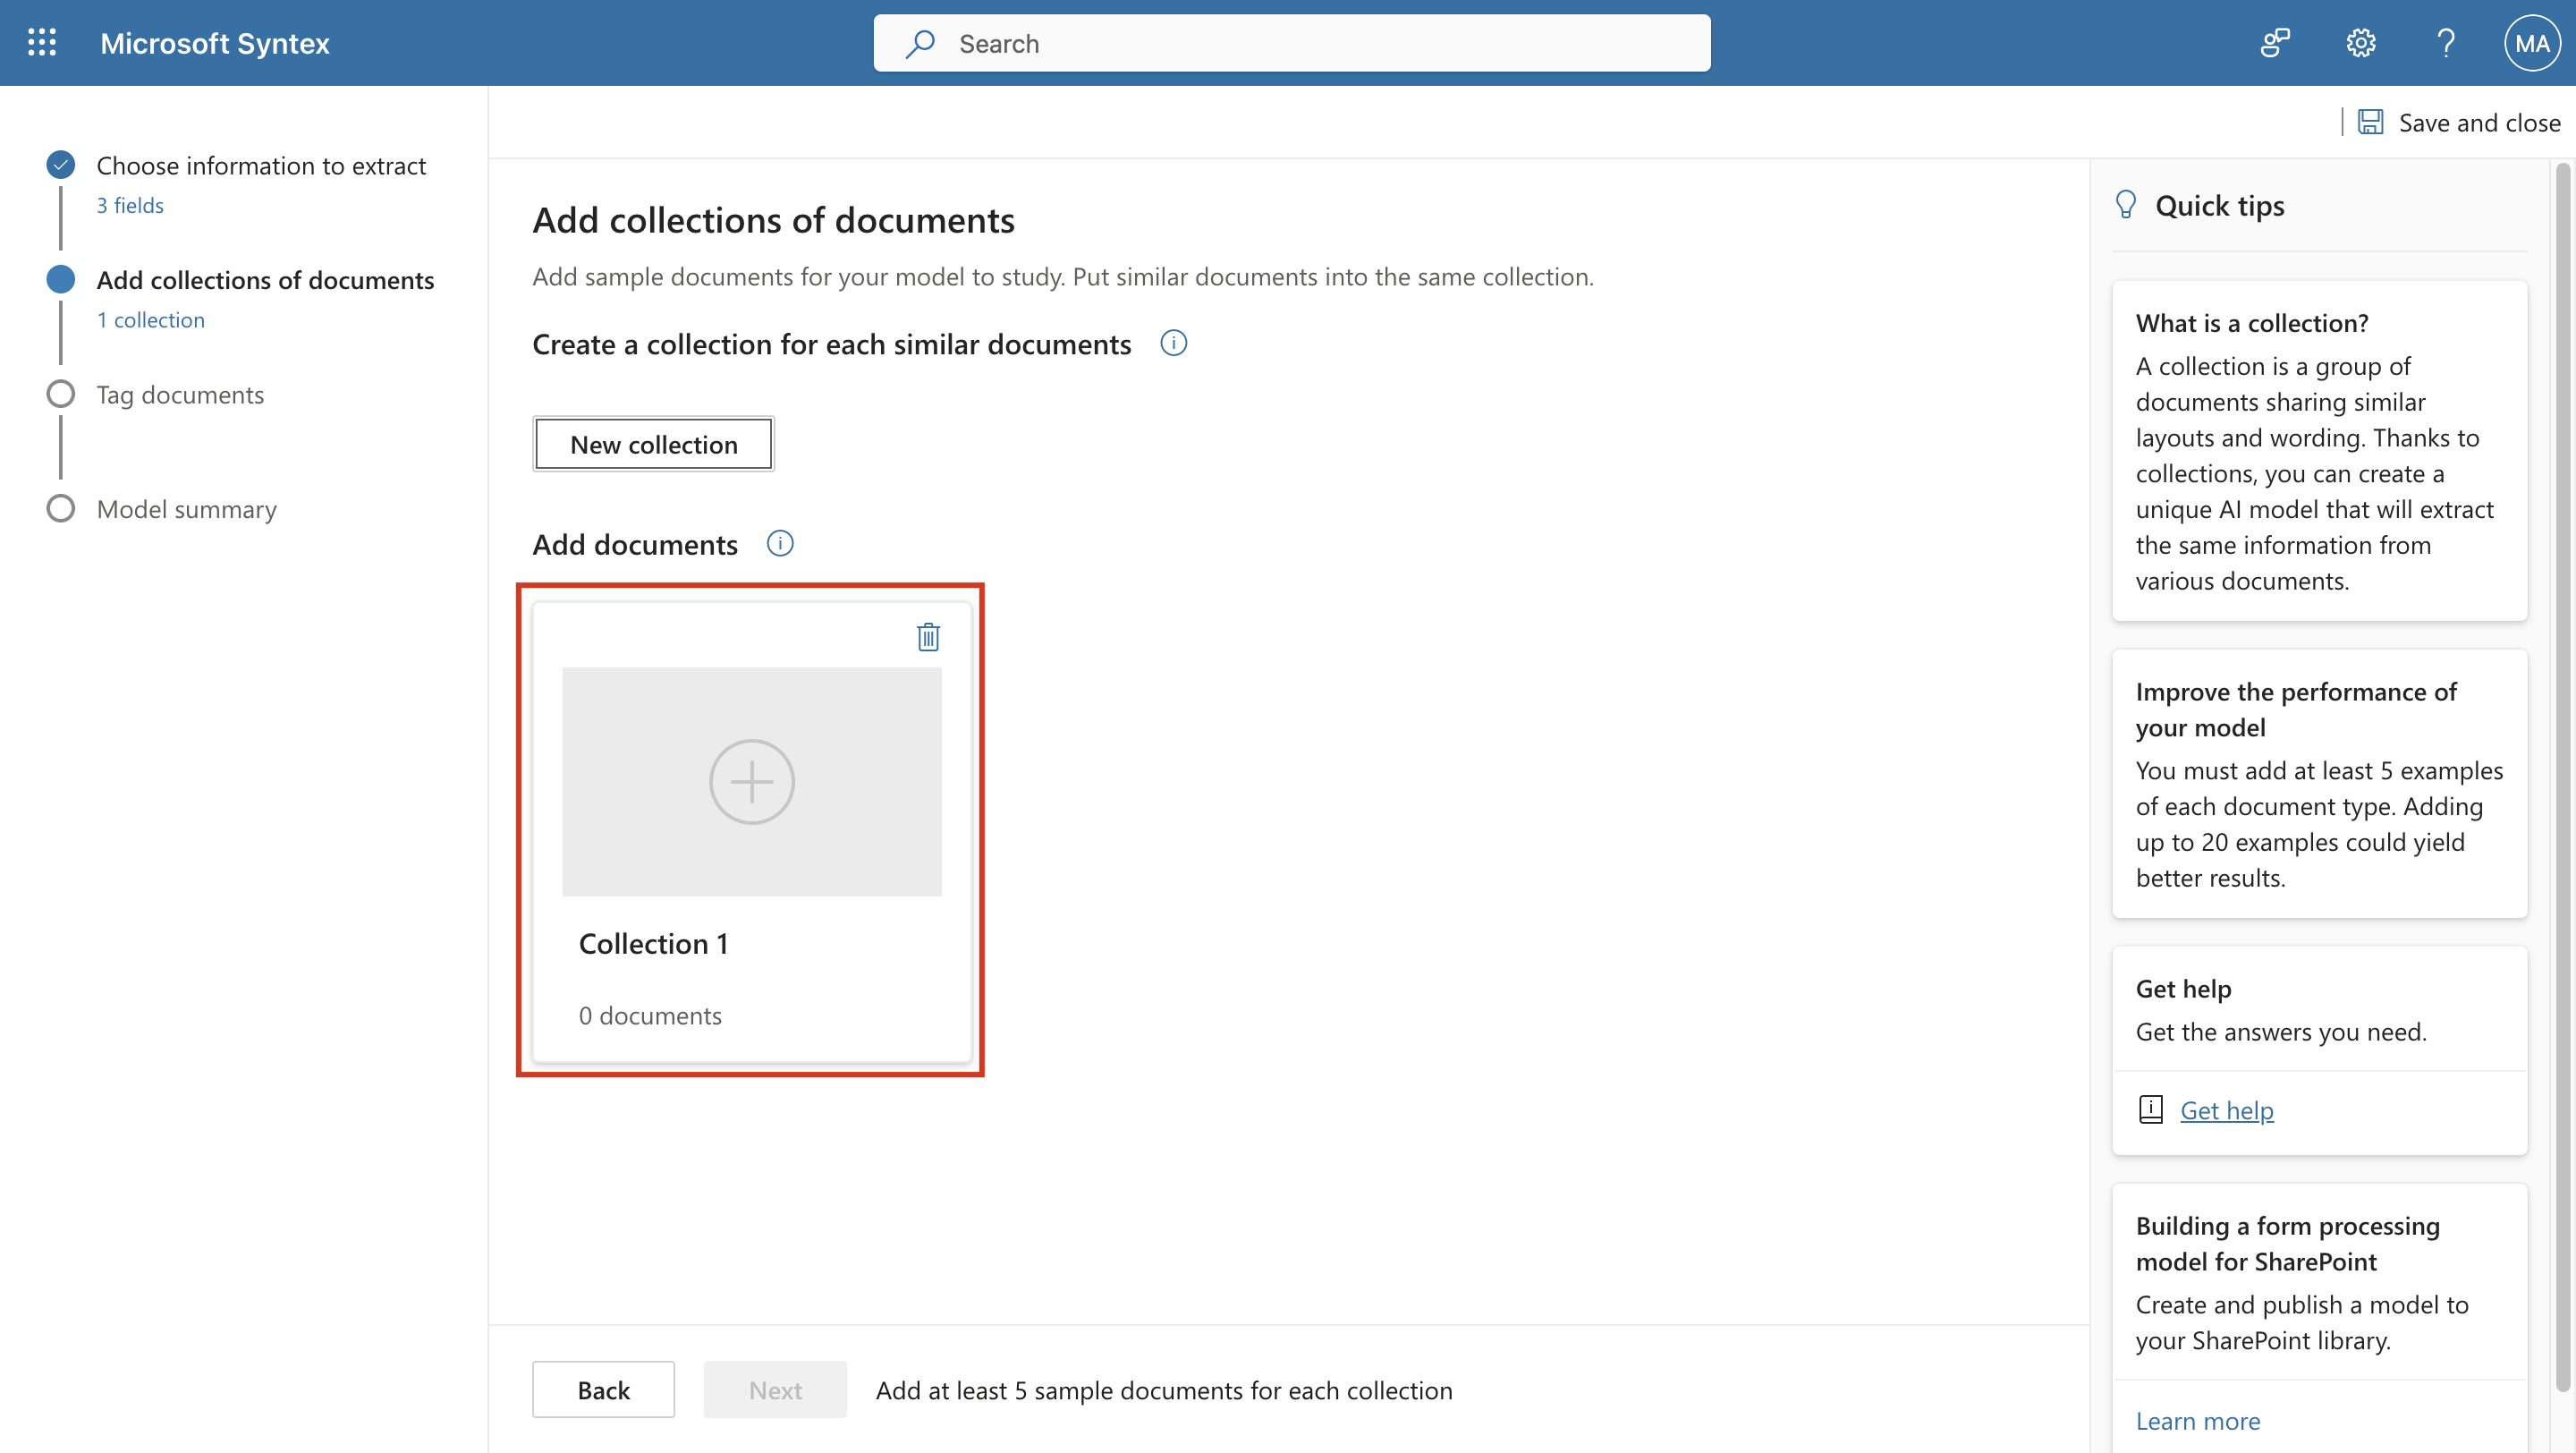 Microsoft Syntex
Search
MA
Save and close
Choose information to extract
3 fields
Add collections of documents
1 collection
Tag documents
Model summary
Add collections of documents
Add sample documents for your model to study. Put similar documents into the same collection.
Create a collection for each similar documents
New collection
Add documents
Collection 1
0 documents
Back
Next
Add at least 5 sample documents for each collection
Quick tips
What is a collection?
A collection is a group of
documents sharing similar
layouts and wording. Thanks to
collections, you can create a
unique AI model that will extract
the same information from
various documents.
Improve the performance of
your model
You must add at least 5 examples
of each document type. Adding
up to 20 examples could yield
better results.
Get help
Get the answers you need.
Get help
Building a form processing
model for SharePoint
Create and publish a model to
your SharePoint library.
Learn more